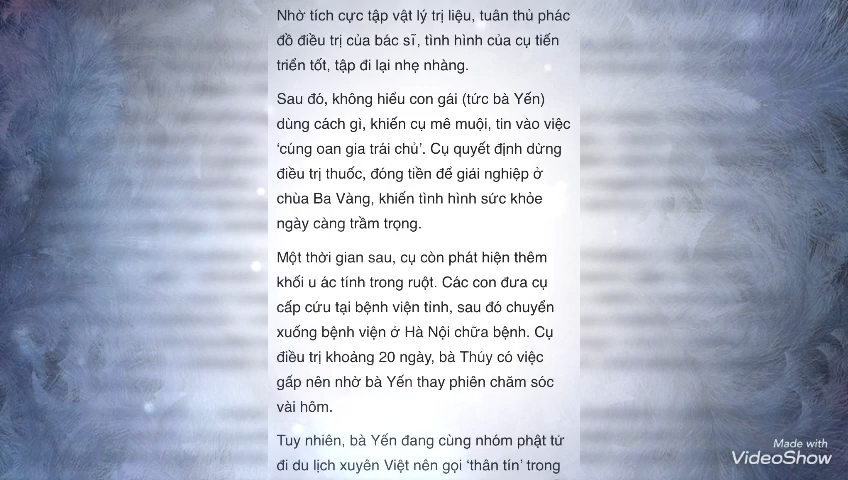 Nhờ tích cực tập vật lý trị liệu, tuân thủ phác
đồ điều trị của bác sĩ, tình hình của cụ tiến
triển tốt, tập đi lại nhẹ nhàng.
Sau đó, không hiểu con gái (tức bà Yến)
dùng cách gì, khiến cụ mê muội, tin vào việc
‘cúng oan gia trái chủ’. Cụ quyết định dừng
điều trị thuốc, đóng tiền để giải nghiệp ở
chùa Ba Vàng, khiến tình hình sức khỏe
ngày càng trầm trọng.
Một thời gian sau, cụ còn phát hiện thêm
khối u ác tính trong ruột. Các con đưa cụ
cấp cứu tại bệnh viện tỉnh, sau đó chuyển
xuống bệnh viện ở Hà Nội chữa bệnh. Cụ
điều trị khoảng 20 ngày, bà Thúy có việc
gấp nên nhờ bà Yến thay phiên chăm sóc
vài hôm.
Tuy nhiên, bà Yến đang cùng nhóm phật tử
đi du lịch xuyên Việt nên gọi ‘thân tín’ trong
Made with
VideoShow